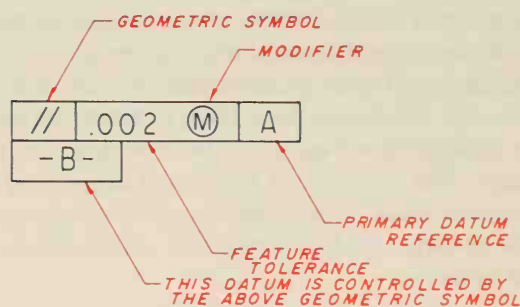 GEOMETRIC SYMBOL
MODIFIER
// .002 Ⓜ A
-B-
PRIMARY DATUM
REFERENCE
FEATURE
TOLERANCE
THIS DATUM IS CONTROLLED BY
THE ABOVE GEOMETRIC SYMBOL